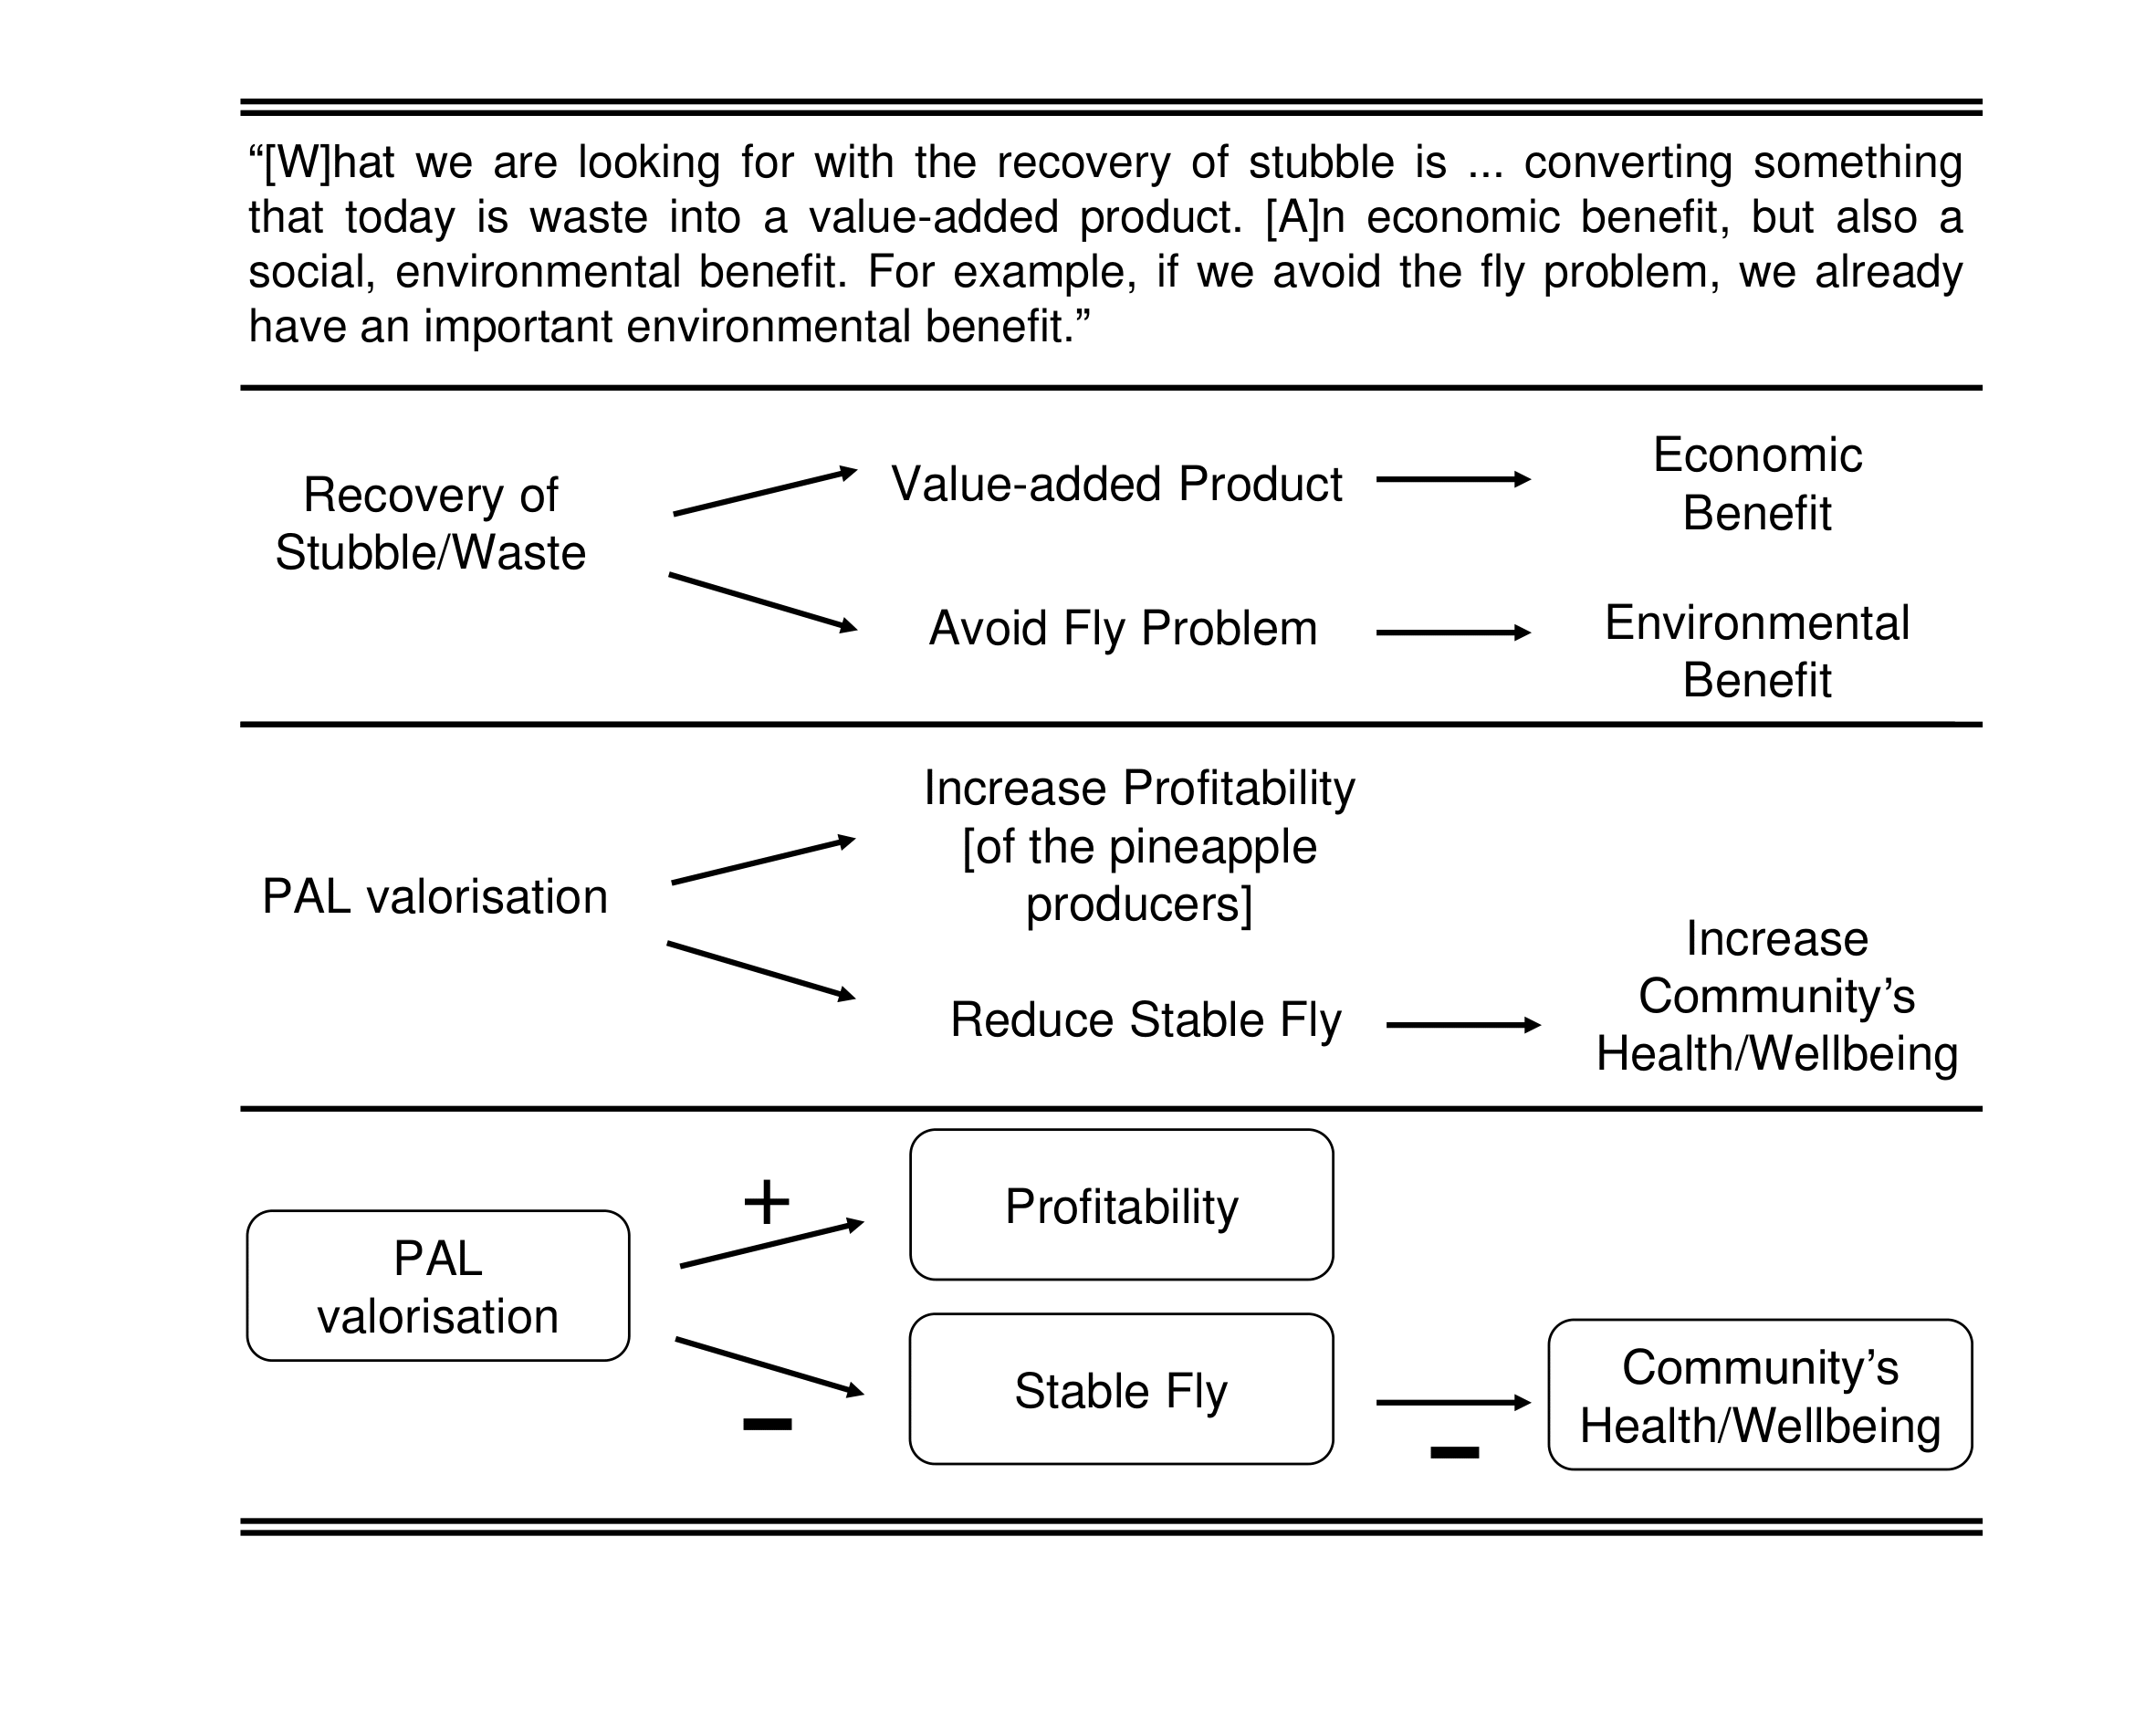 “[W]hat we are looking for with the recovery of stubble is ... converting something
that today is waste into a value-added product. [A]n economic benefit, but also a
social, environmental benefit. For example, if we avoid the fly problem, we already
have an important environmental benefit.”
Recovery of
Stubble/Waste
Value-added Product
Economic
Benefit
Avoid Fly Problem
Environmental
Benefit
PAL valorisation
Increase Profitability
[of the pineapple
producers]
Reduce Stable Fly
Increase
Community’s
Health/Wellbeing
PAL
valorisation
+
Profitability
–
Stable Fly
–
Community’s
Health/Wellbeing